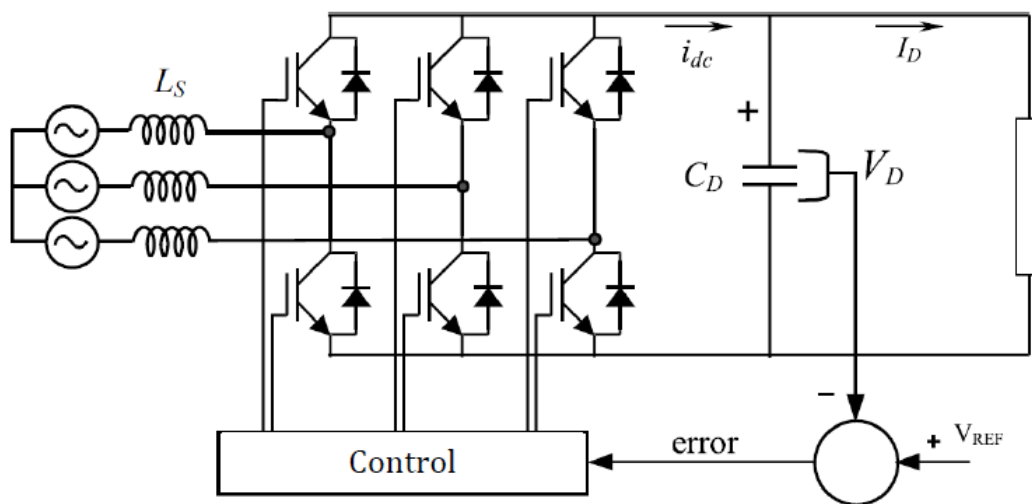 i_dc
I_D
L_S
+
C_D
V_D
−
+ V_REF
error
Control